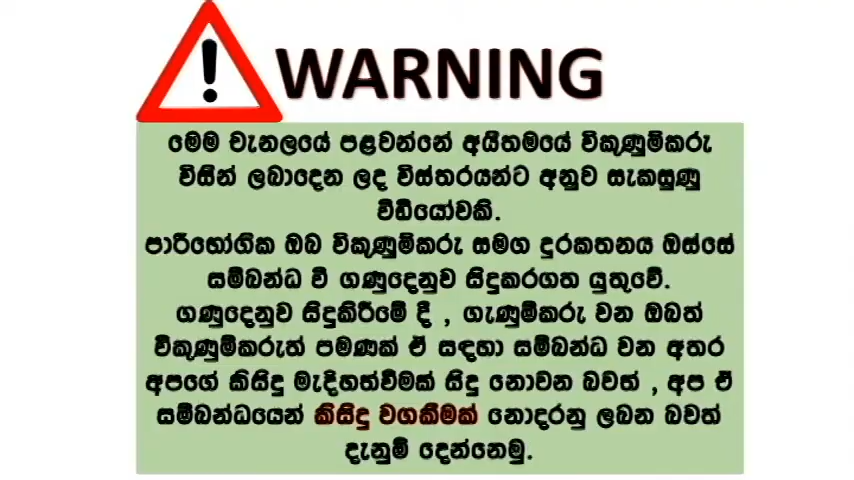 WARNING
මෙම චැනලයේ පළවන්නේ අයිතමයේ විකුණුම්කරු
විසින් ලබාදෙන ලද විස්තරයන්ට අනුව සැකසුණු
විඩියෝවකි.
පාරිභෝගික ඔබ විකුණුම්කරු සමග දුරකතනය ඔස්සේ
සම්බන්ධ වී ගණුදෙනුව සිදුකරගත යුතුවේ.
ගණුදෙනුව සිදුකිරීමේ දී , ගැණුම්කරු වන ඔබත්
විකුණුම්කරුත් පමණක් ඒ සඳහා සම්බන්ධ වන අතර
අපගේ කිසිදු මැදිහත්වීමක් සිදු නොවන බවත් , අප ඒ
සම්බන්ධයෙන් කිසිදු වගකීමක් නොදරනු ලබන බවත්
දැනුම් දෙන්නෙමු.